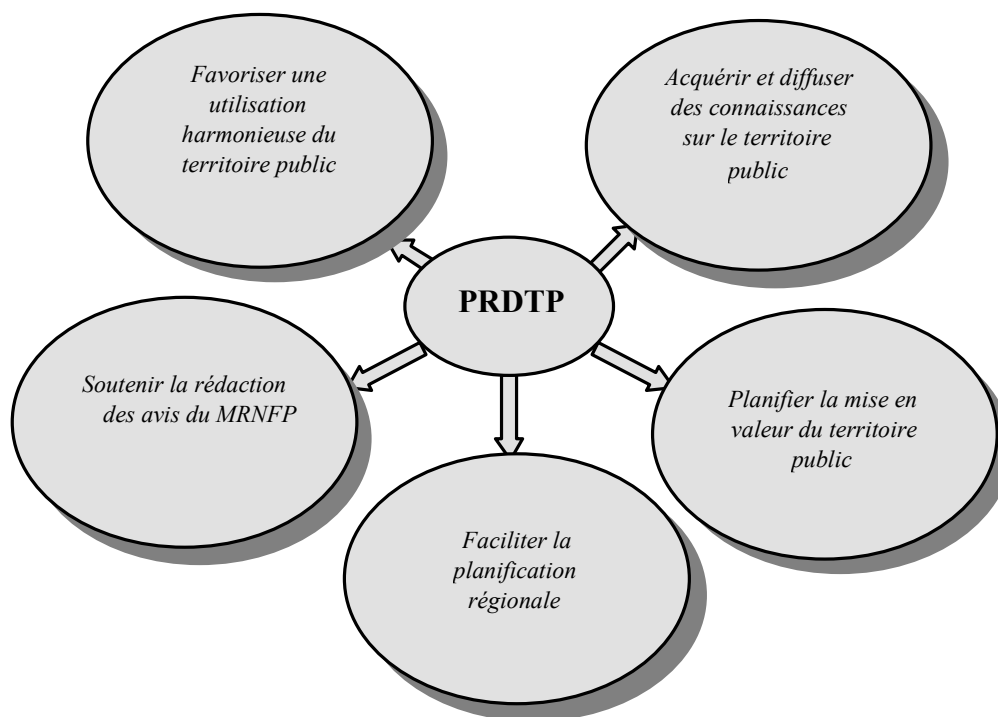 Favoriser une
utilisation
harmonieuse du
territoire public
Acquérir et diffuser
des connaissances
sur le territoire
public
PRDTP
Soutenir la rédaction
des avis du MRNFP
Planifier la mise en
valeur du territoire
public
Faciliter la
planification
régionale